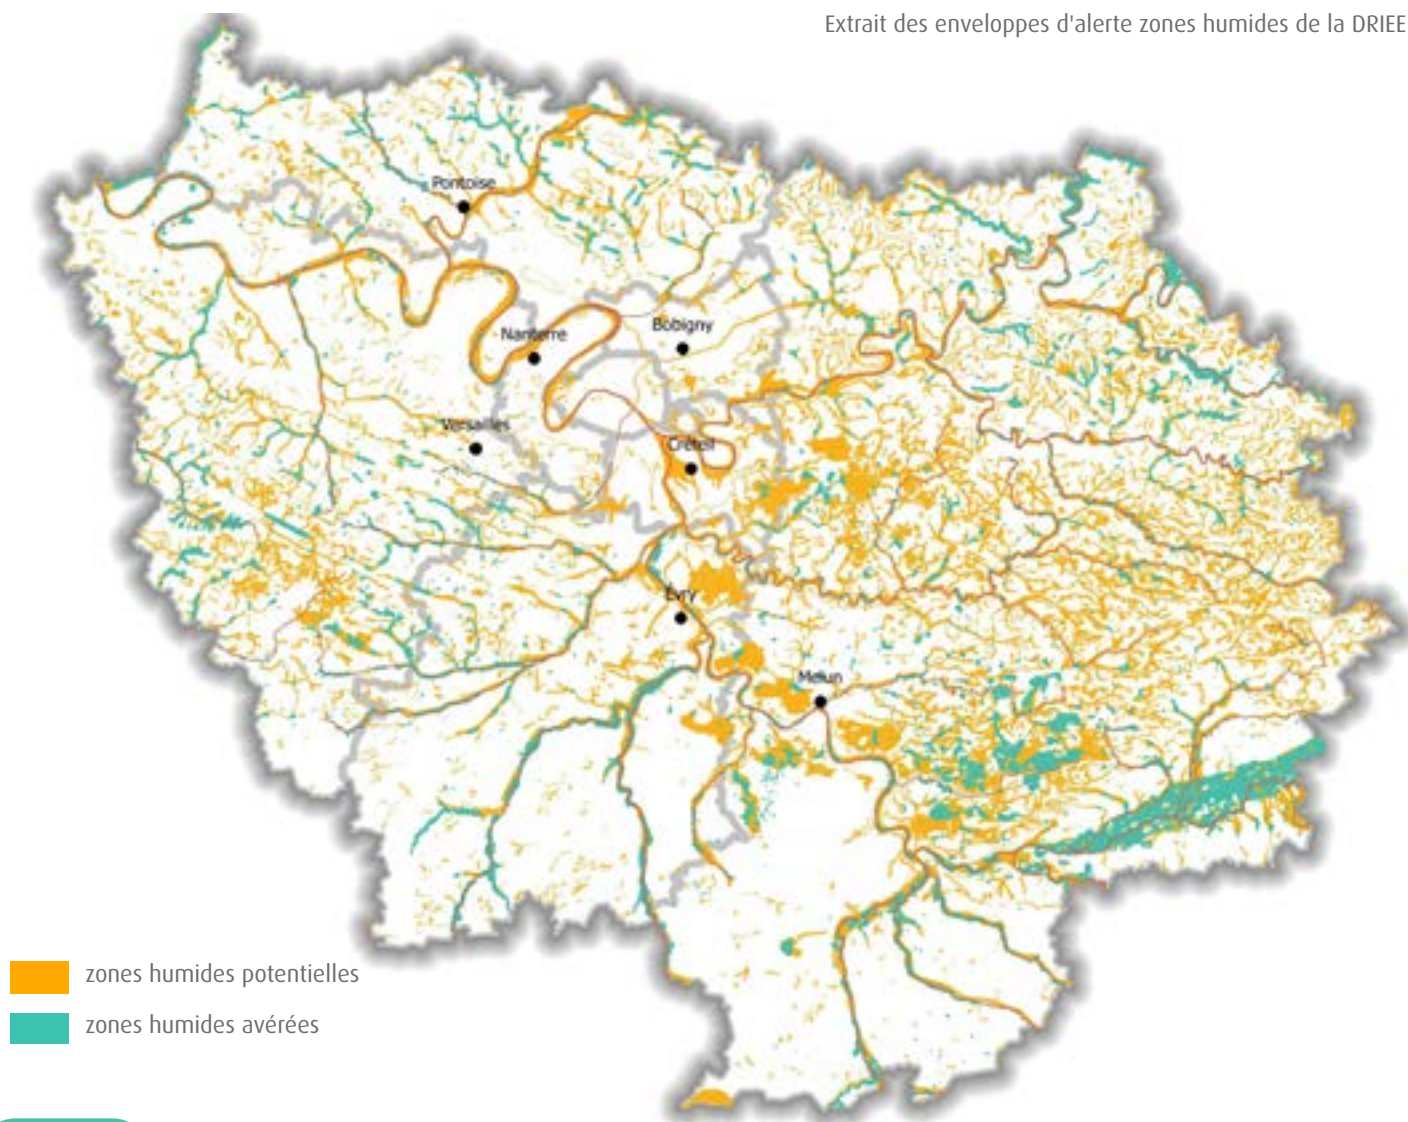 Extrait des enveloppes d'alerte zones humides de la DRIEE
Pontoise
Nanterre
Bobigny
Versailles
Créteil
Evry
Melun
zones humides potentielles
zones humides avérées